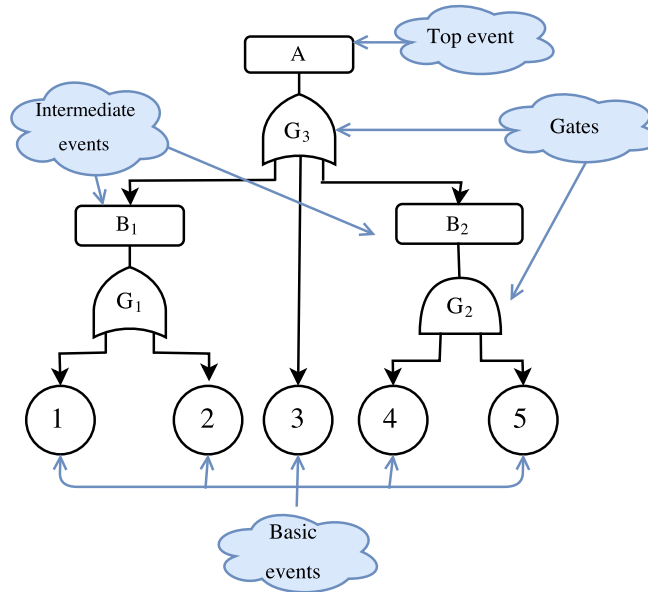 Top event
A
Intermediate
events
G₃
Gates
B₁
B₂
G₁
G₂
1
2
3
4
5
Basic
events